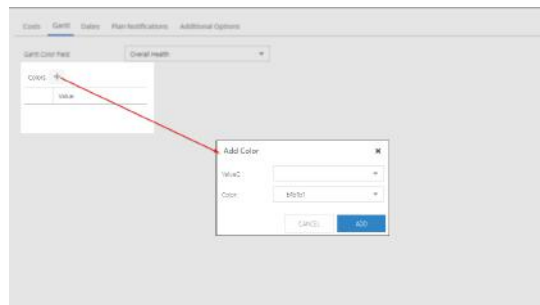 Costs Gantt Dates Plan Notifications Additional Options
Gantt Color Field: Overall Health
Colors +
Value
Add Color ×
Value
Color:
CANCEL ADD